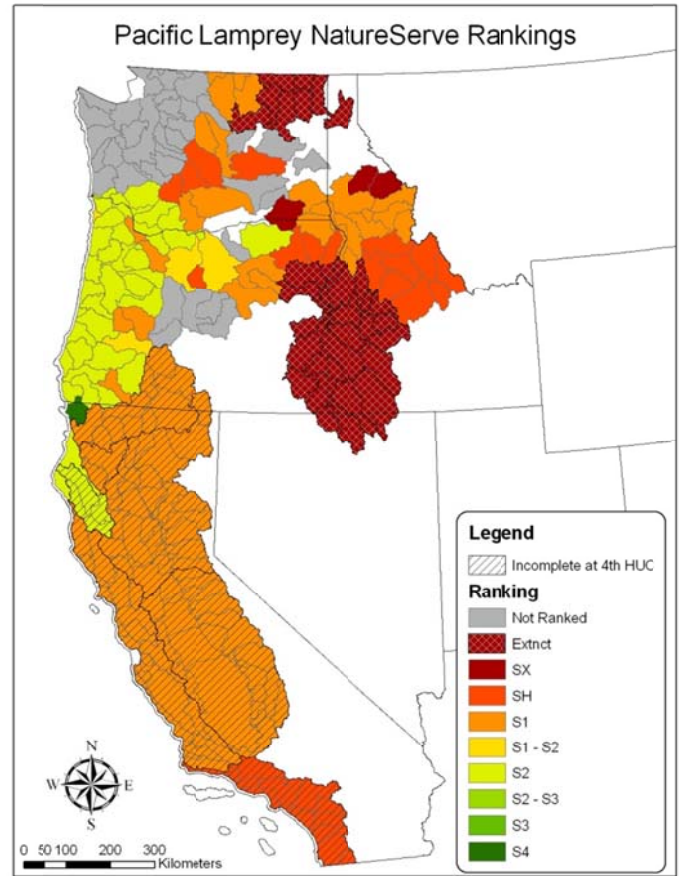 Pacific Lamprey NatureServe Rankings
Legend
Incomplete at 4th HUC
Ranking
Not Ranked
Extnct
SX
SH
S1
S1 - S2
S2
S2 - S3
S3
S4
N
W E
S
0 50 100 200 300
Kilometers